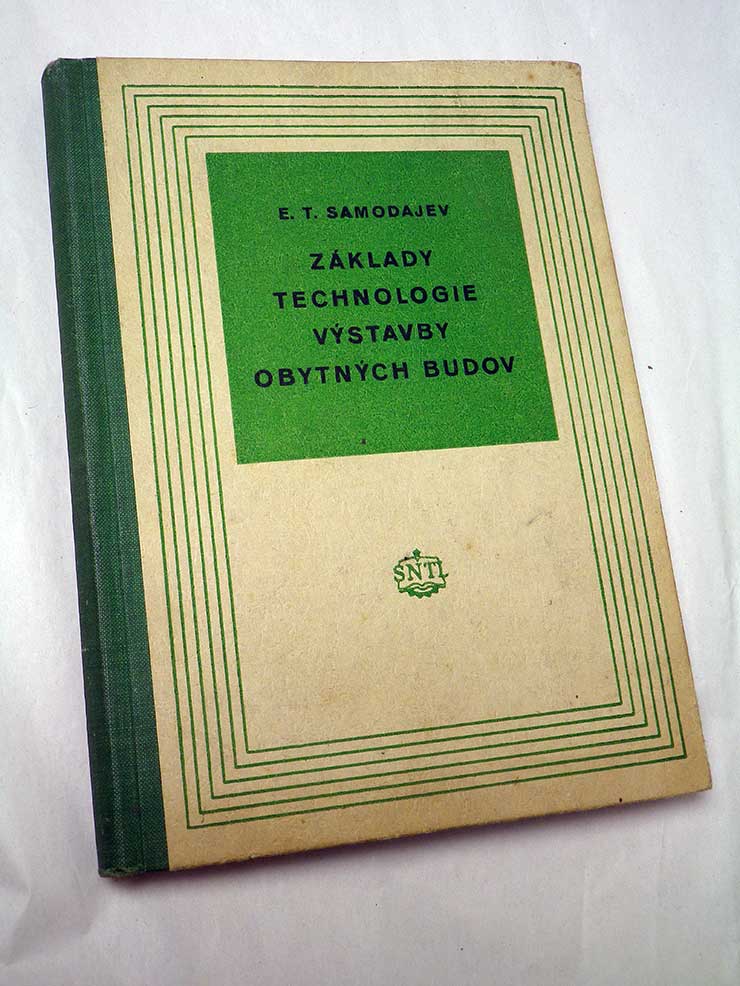 E. T. SAMODAJEV
ZÁKLADY
TECHNOLOGIE
VÝSTAVBY
OBYTNÝCH BUDOV
SNTL